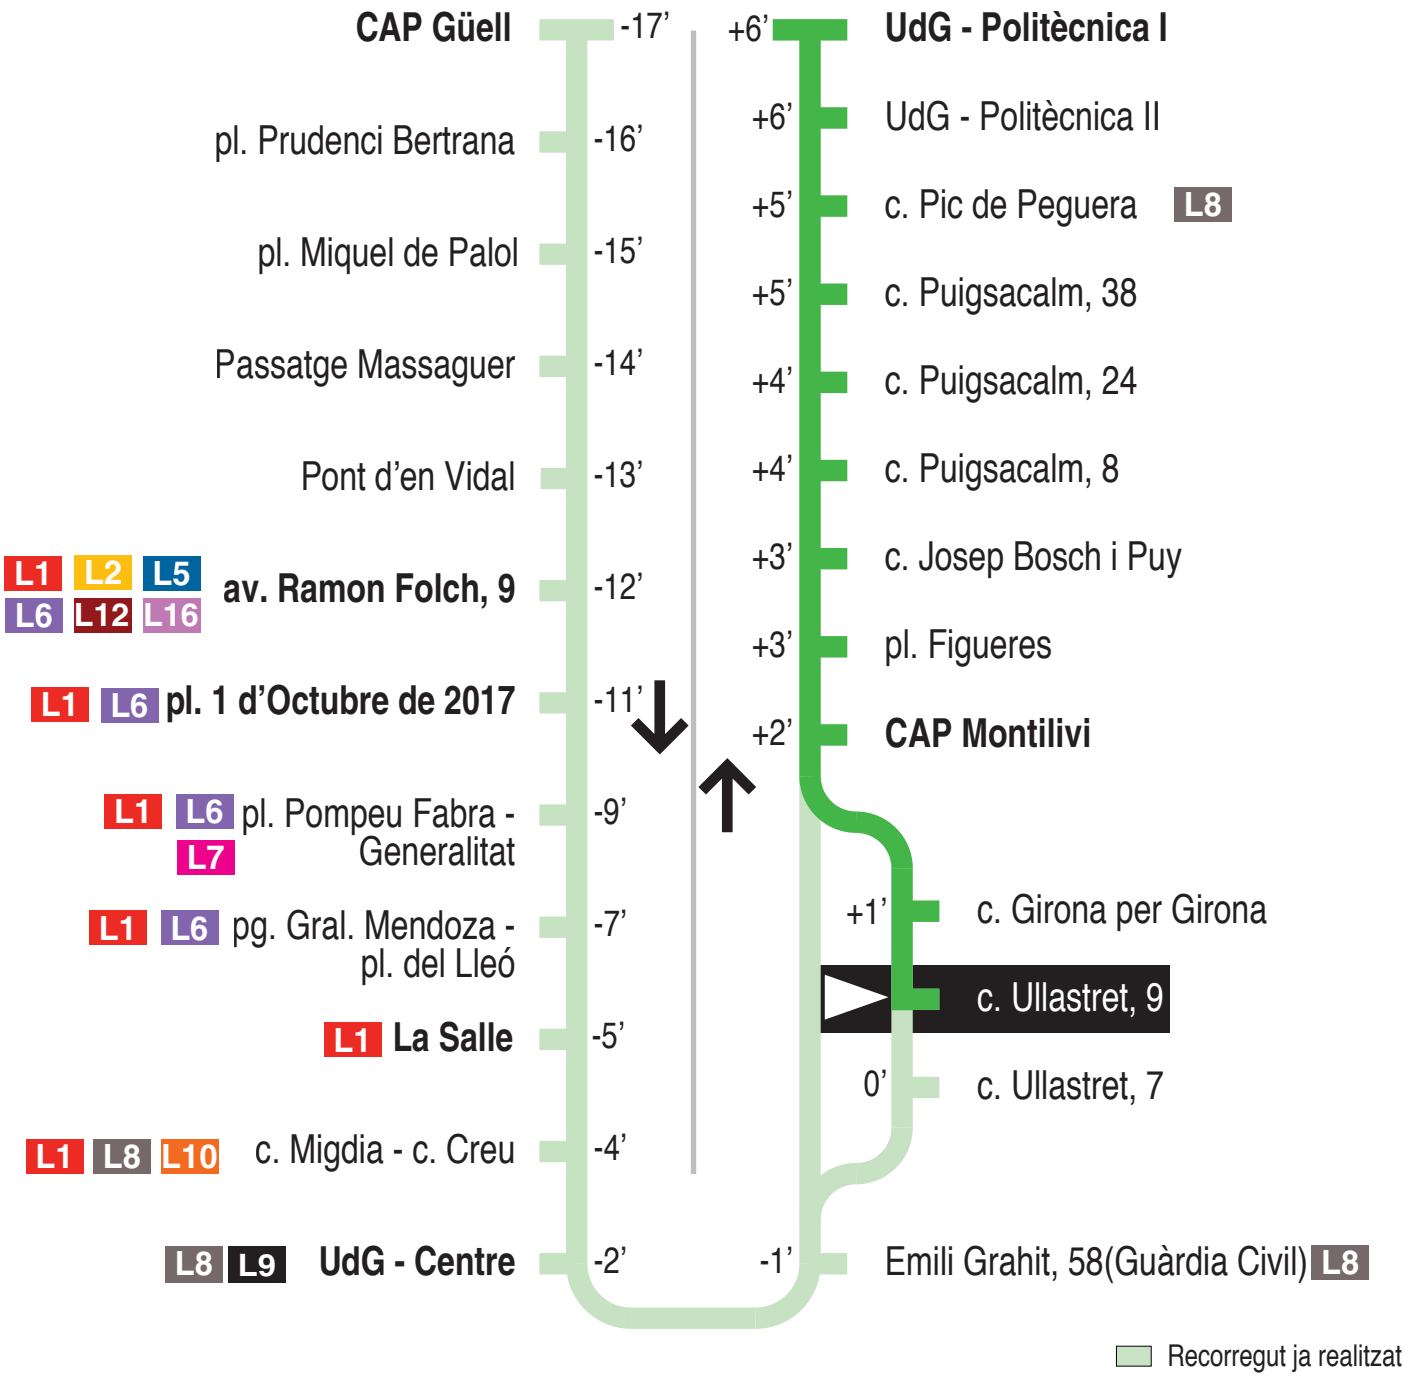 CAP Güell -17’
pl. Prudenci Bertrana -16’
pl. Miquel de Palol -15’
Passatge Massaguer -14’
Pont d’en Vidal -13’
L1 L2 L5
L6 L12 L16
av. Ramon Folch, 9 -12’
L1 L6 pl. 1 d’Octubre de 2017 -11’
L1 L6 pl. Pompeu Fabra - -9’
L7 Generalitat
L1 L6 pg. Gral. Mendoza - -7’
pl. del Lleó
L1 La Salle -5’
L1 L8 L10 c. Migdia - c. Creu -4’
L8 L9 UdG - Centre -2’
+6’ UdG - Politècnica I
+6’ UdG - Politècnica II
+5’ c. Pic de Peguera L8
+5’ c. Puigsacalm, 38
+4’ c. Puigsacalm, 24
+4’ c. Puigsacalm, 8
+3’ c. Josep Bosch i Puy
+3’ pl. Figueres
+2’ CAP Montilivi
+1’ c. Girona per Girona
c. Ullastret, 9
0’ c. Ullastret, 7
-1’ Emili Grahit, 58(Guàrdia Civil) L8
Recorregut ja realitzat